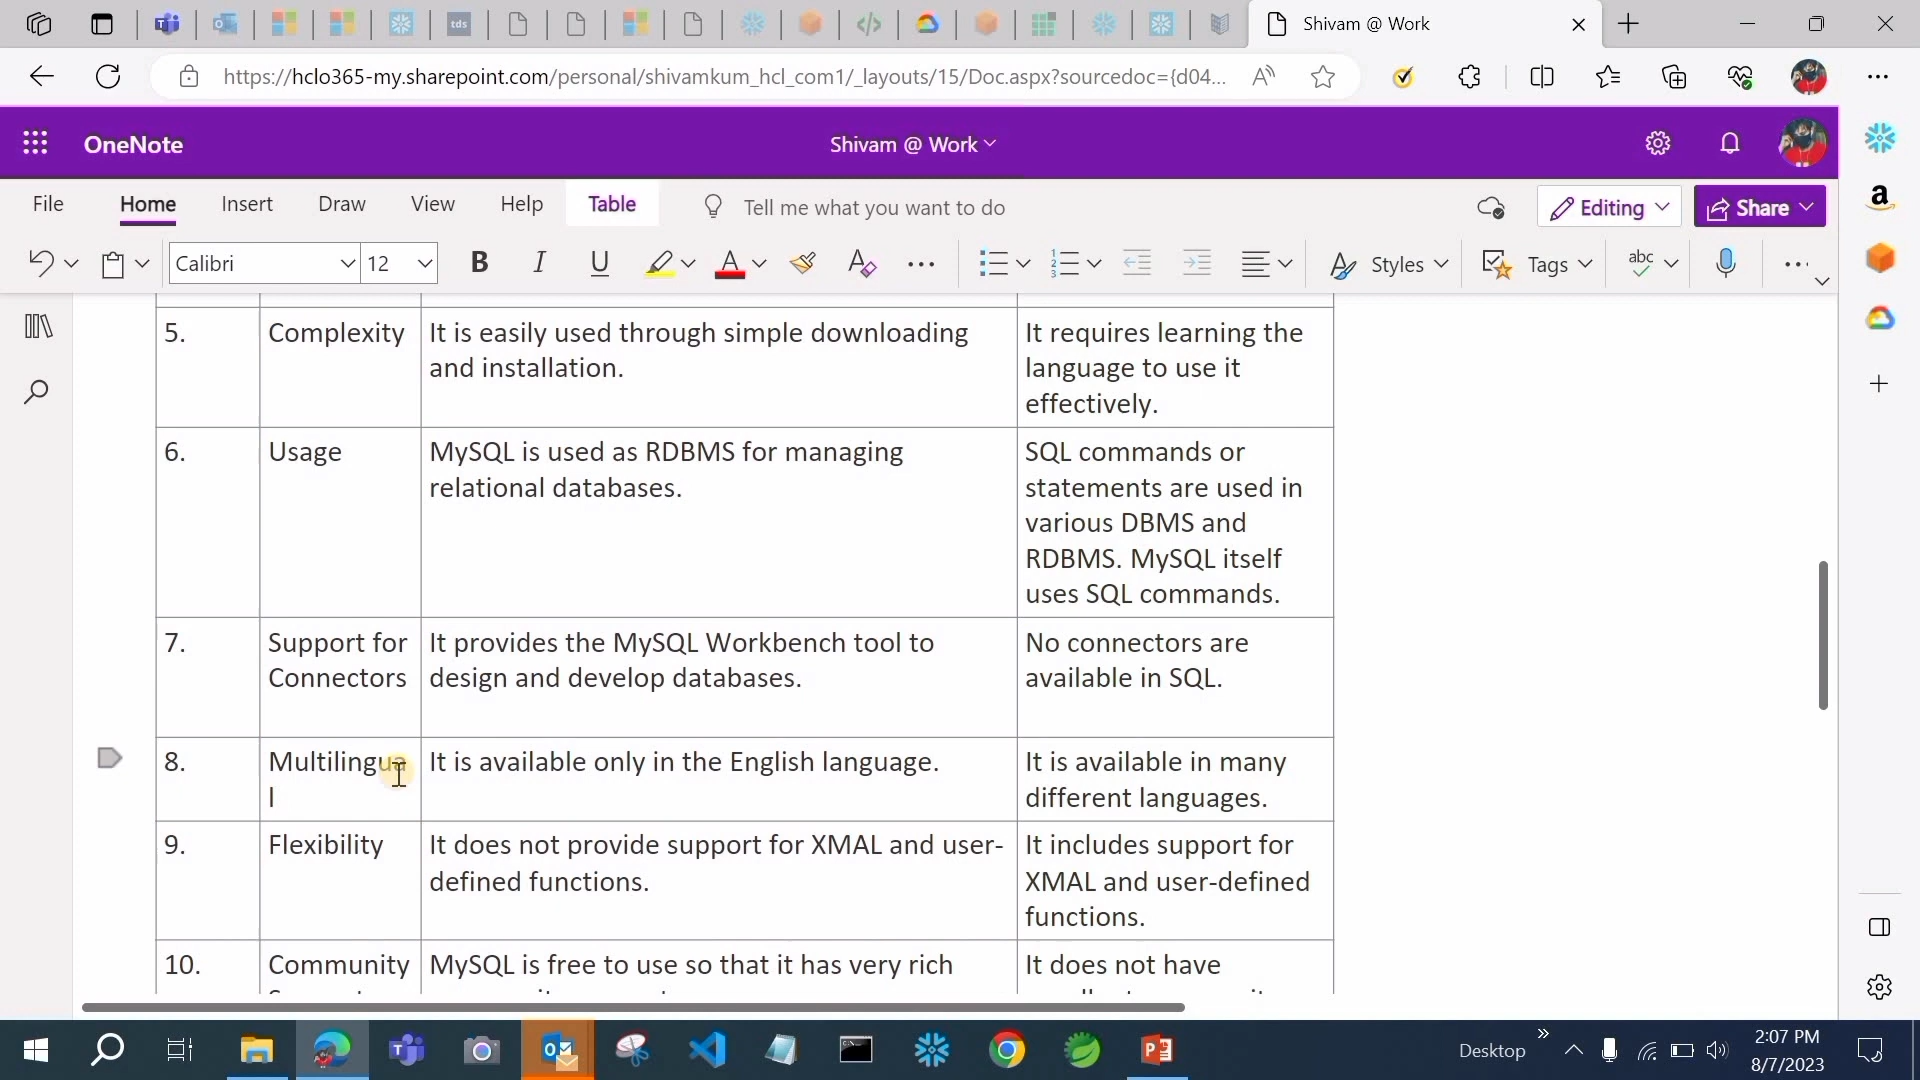 tds
Shivam @ Work
https://hclo365-my.sharepoint.com/personal/shivamkum_hcl_com1/_layouts/15/Doc.aspx?sourcedoc={d04...
OneNote
Shivam @ Work
File
Home
Insert
Draw
View
Help
Table
Tell me what you want to do
Editing
Share
Calibri
12
B
I
U
A
Styles
Tags
abc
5.
Complexity
It is easily used through simple downloading
and installation.
It requires learning the
language to use it
effectively.
6.
Usage
MySQL is used as RDBMS for managing
relational databases.
SQL commands or
statements are used in
various DBMS and
RDBMS. MySQL itself
uses SQL commands.
7.
Support for
Connectors
It provides the MySQL Workbench tool to
design and develop databases.
No connectors are
available in SQL.
8.
Multilingua
l
It is available only in the English language.
It is available in many
different languages.
9.
Flexibility
It does not provide support for XMAL and user-
defined functions.
It includes support for
XMAL and user-defined
functions.
10.
Community
MySQL is free to use so that it has very rich
It does not have
Desktop
2:07 PM
8/7/2023